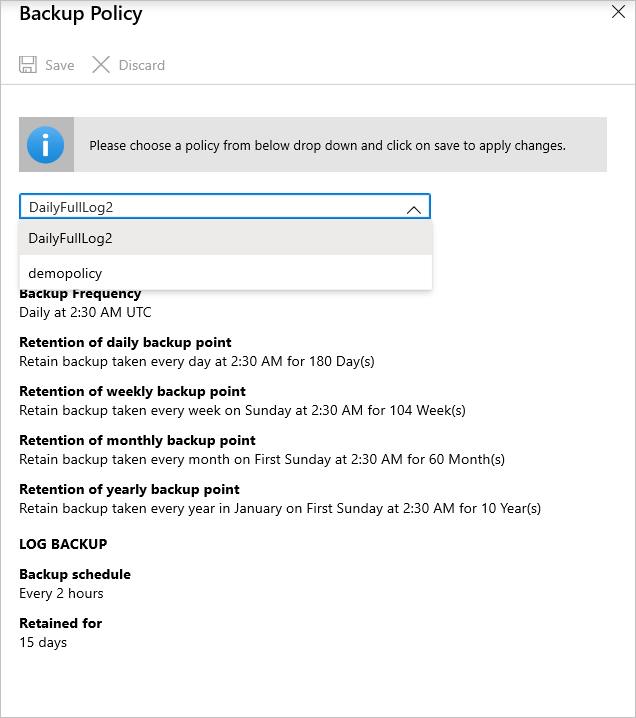 Backup Policy
Save
Discard
Please choose a policy from below drop down and click on save to apply changes.
DailyFullLog2
DailyFullLog2
demopolicy
Backup Frequency
Daily at 2:30 AM UTC
Retention of daily backup point
Retain backup taken every day at 2:30 AM for 180 Day(s)
Retention of weekly backup point
Retain backup taken every week on Sunday at 2:30 AM for 104 Week(s)
Retention of monthly backup point
Retain backup taken every month on First Sunday at 2:30 AM for 60 Month(s)
Retention of yearly backup point
Retain backup taken every year in January on First Sunday at 2:30 AM for 10 Year(s)
LOG BACKUP
Backup schedule
Every 2 hours
Retained for
15 days